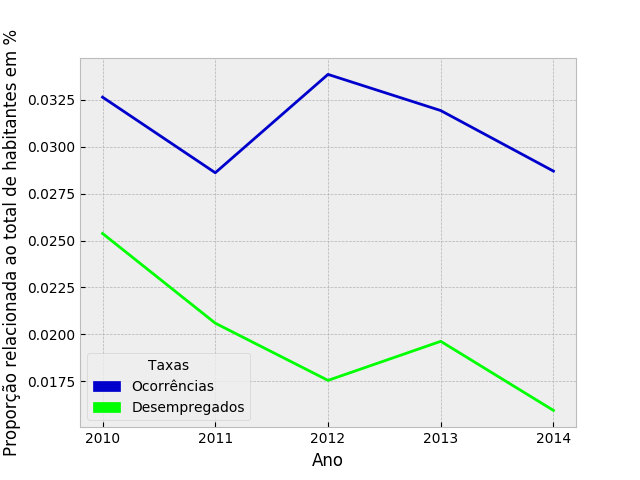 Proporção relacionada ao total de habitantes em %
0.0325
0.0300
0.0275
0.0250
0.0225
0.0200
0.0175
Taxas
Ocorrências
Desempregados
2010 2011 2012 2013 2014
Ano